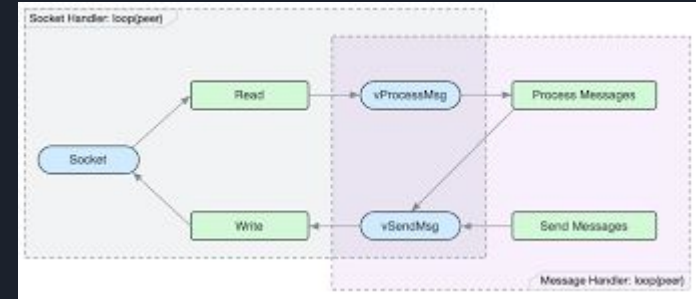 Socket Handler: loop(peer)
Read
vProcessMsg
Process Messages
Socket
Write
vSendMsg
Send Messages
Message Handler: loop(peer)